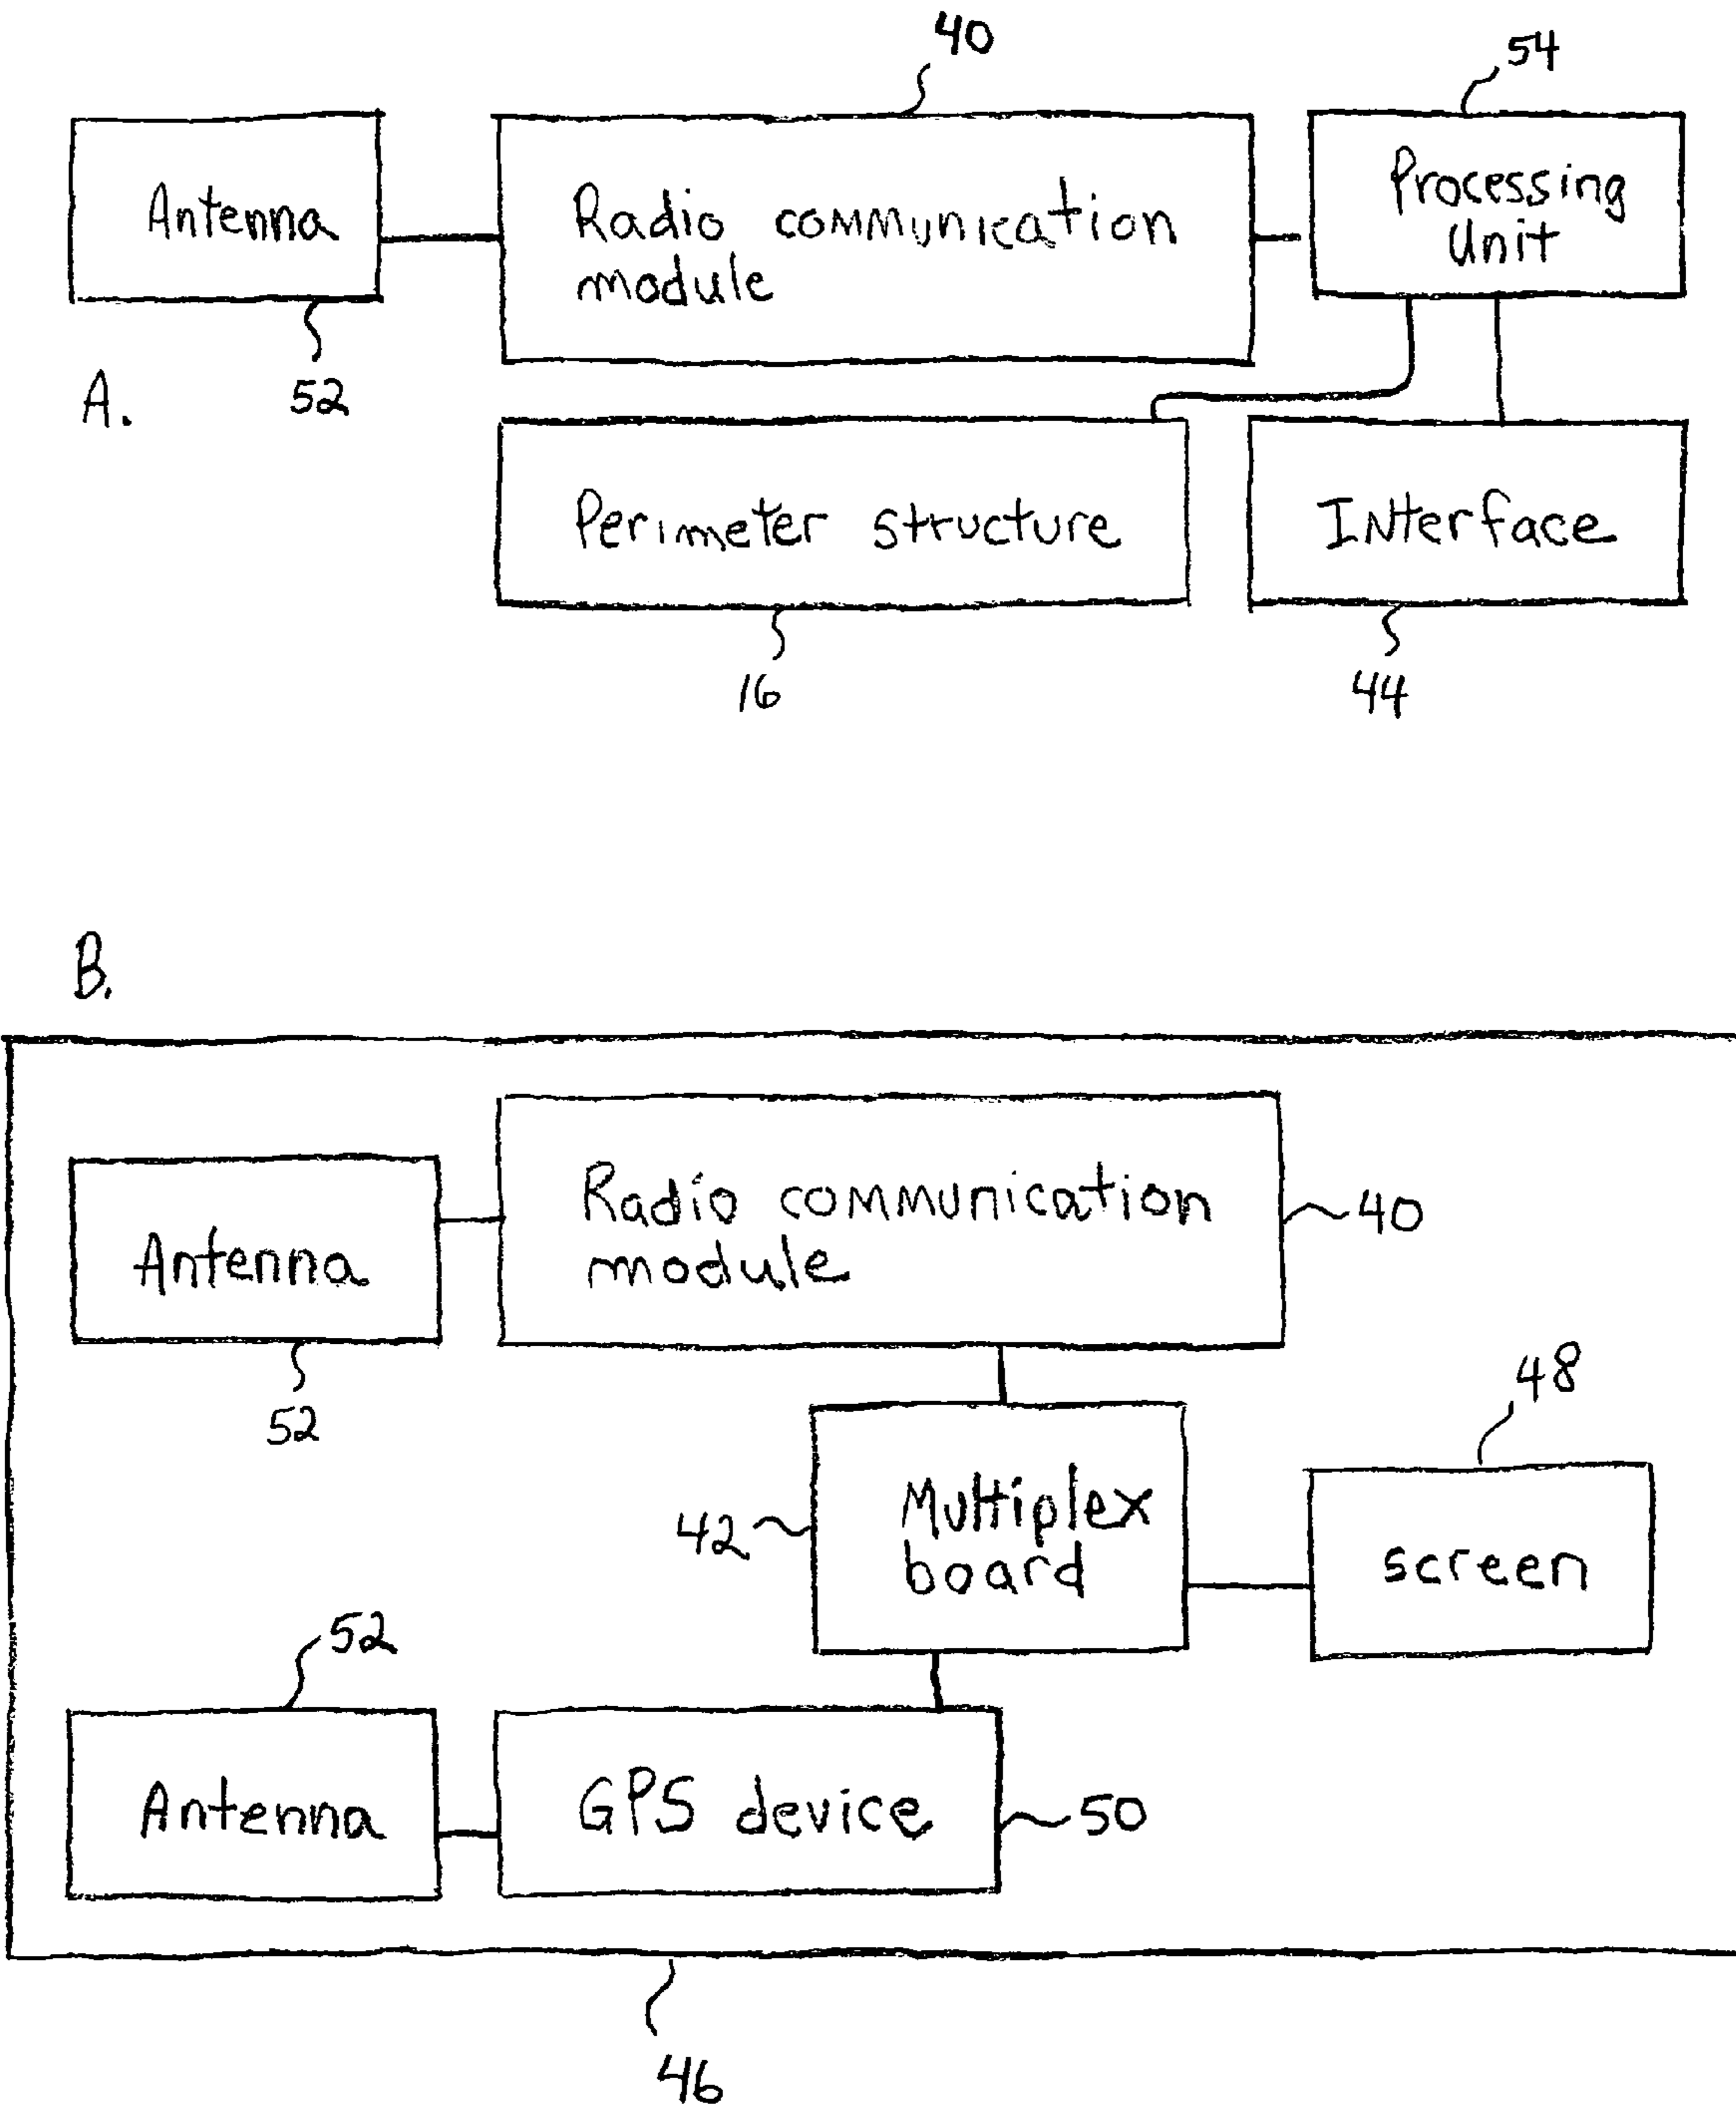 40
54
Antenna
Radio communication
module
Processing
Unit
A.
52
Perimeter structure
Interface
16
44
B.
Radio communication
module
40
Antenna
52
48
42
Multiplex
board
screen
52
Antenna
GPS device
50
46